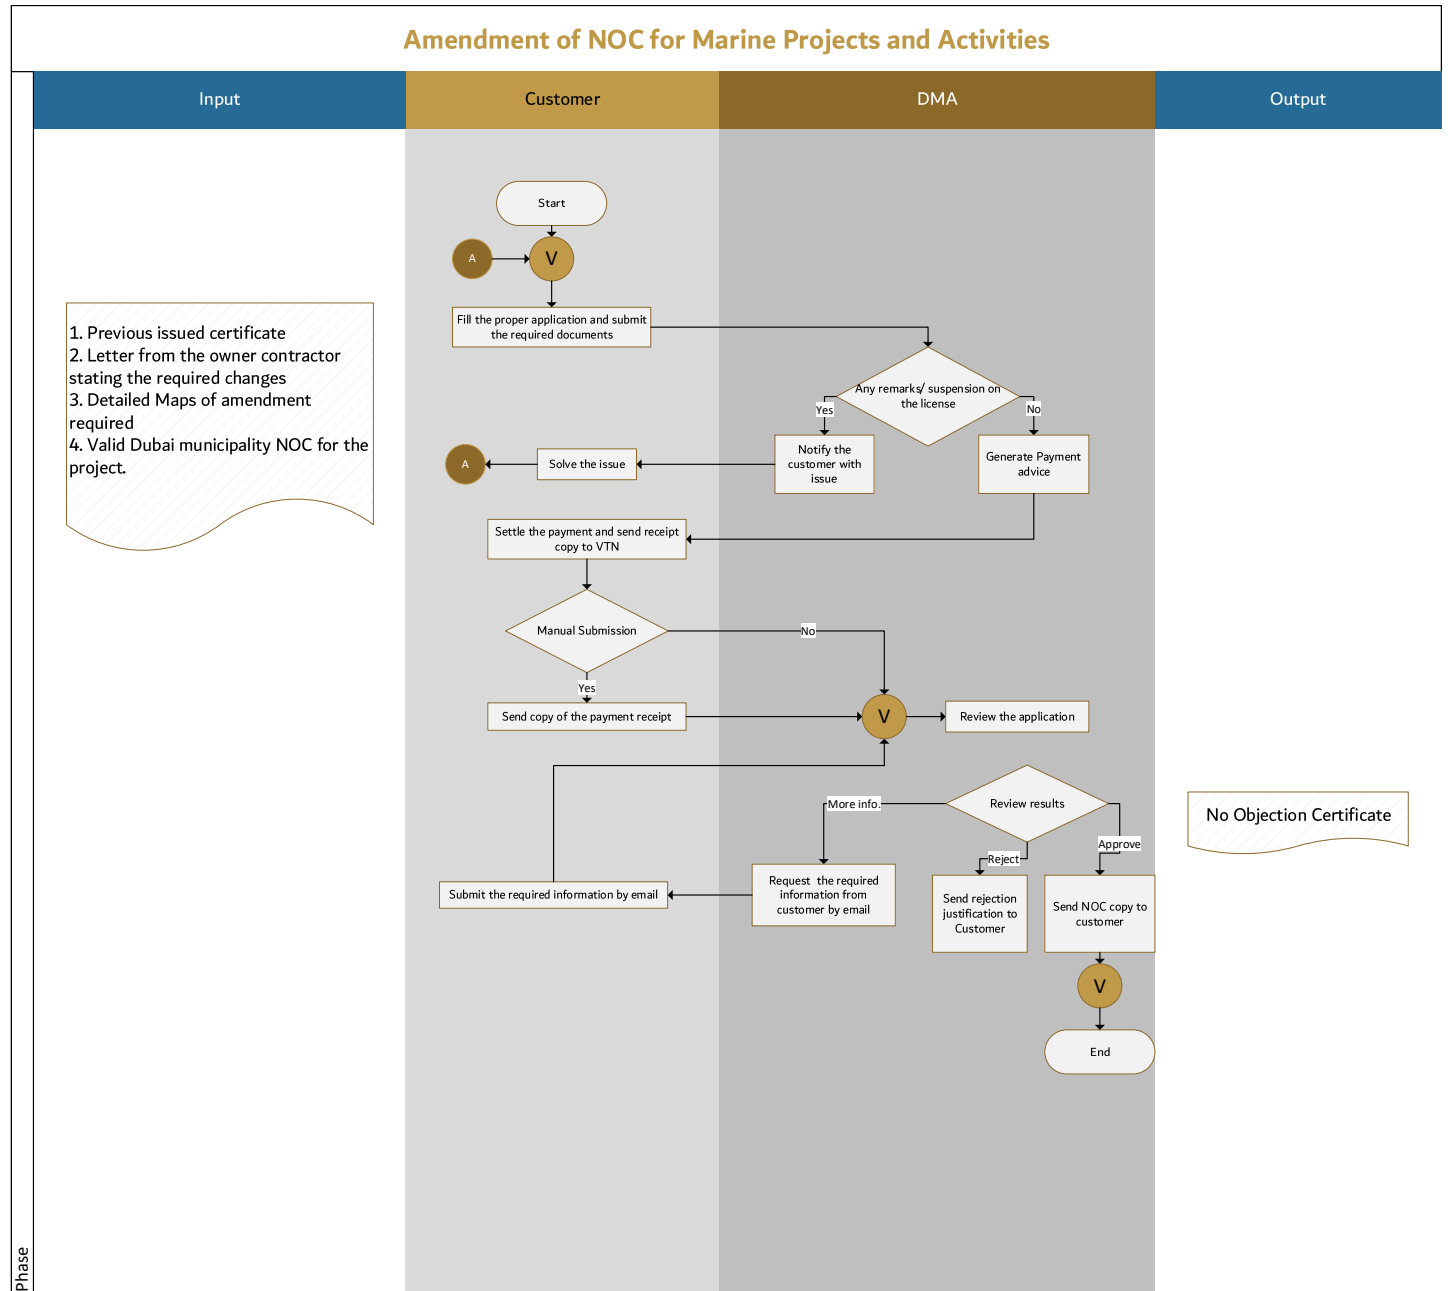 Amendment of NOC for Marine Projects and Activities
Input
Customer
DMA
Output
Start
A
V
Fill the proper application and submit
the required documents
1. Previous issued certificate
2. Letter from the owner contractor
stating the required changes
3. Detailed Maps of amendment
required
4. Valid Dubai municipality NOC for the
project.
Any remarks/ suspension on
the license
Yes
No
Notify the
customer with
issue
Generate Payment
advice
Solve the issue
A
Settle the payment and send receipt
copy to VTN
Manual Submission
No
Yes
Send copy of the payment receipt
V
Review the application
Review results
More info.
Reject
Approve
No Objection Certificate
Submit the required information by email
Request  the required
information from
customer by email
Send rejection
justification to
Customer
Send NOC copy to
customer
V
End
Phase